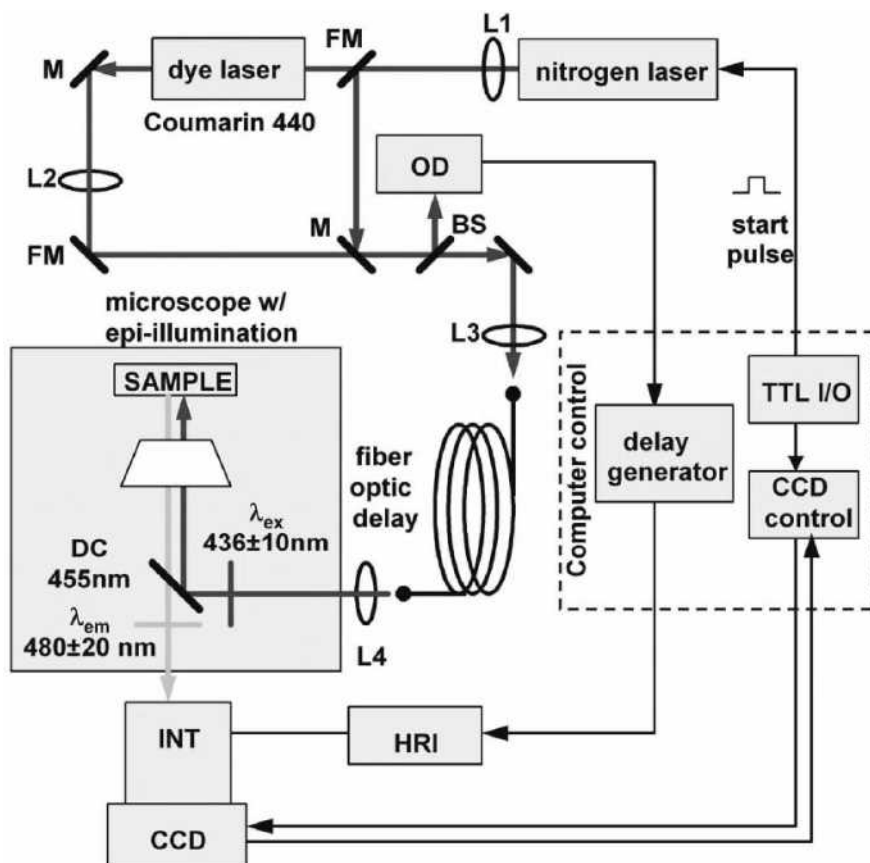 L1
FM
M
dye laser
nitrogen laser
Coumarin 440
L2
OD
start
pulse
M
BS
FM
microscope w/
epi-illumination
L3
SAMPLE
TTL I/O
Computer control
fiber
optic
delay
delay
generator
CCD
control
λex
436±10nm
DC
455nm
λem
480±20 nm
L4
INT
HRI
CCD